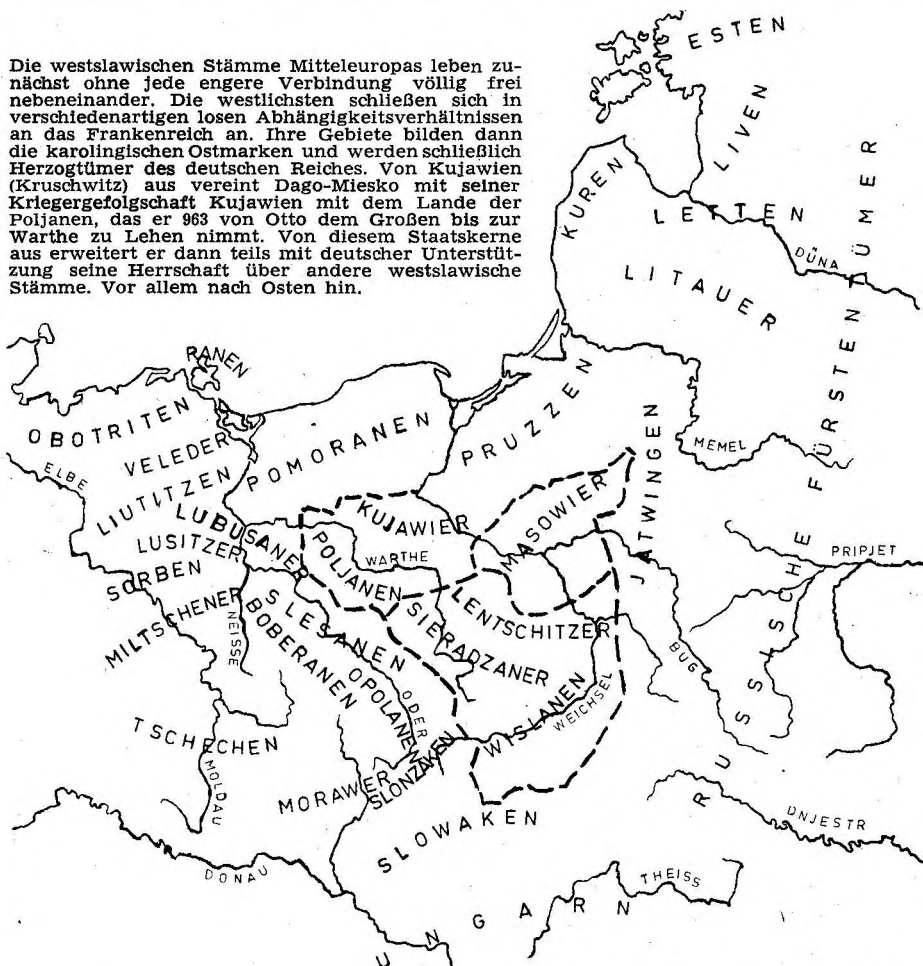 Die westslawischen Stämme Mitteleuropas leben zu-
nächst ohne jede engere Verbindung völlig frei
nebeneinander. Die westlichsten schließen sich in
verschiedenartigen losen Abhängigkeitsverhältnissen
an das Frankenreich an. Ihre Gebiete bilden dann
die karolingischen Ostmarken und werden schließlich
Herzogtümer des deutschen Reiches. Von Kujawien
(Kruschwitz) aus vereint Dago-Miesko mit seiner
Kriegergefolgschaft Kujawien mit dem Lande der
Poljanen, das er 963 von Otto dem Großen bis zur
Warthe zu Lehen nimmt. Von diesem Staatskerne
aus erweitert er dann teils mit deutscher Unterstüt-
zung seine Herrschaft über andere westslawische
Stämme. Vor allem nach Osten hin.
ESTEN
LIVEN
KUREN
LETTEN
DÜNA
LITAUER
RUSSISCHE FÜRSTENTÜMER
RANEN
OBOTRITEN
VELEDER
ELBE
LIUTITZEN
POMORANEN
PRUZZEN
MEMEL
JATWINGEN
LUBUSANER
KUJAWIER
MASOWIER
LUSITZER
POLJANEN
WARTHE
PRIPJET
SORBEN
MILTSCHENER
NEISSE
SLESANEN
BOBERANEN
SIERADZANER
LENTSCHITZER
BUG
OPOLANEN
ODER
WISLANEN
WEICHSEL
TSCHECHEN
MOLDAU
MORAWER
SLONZAKEN
SLOWAKEN
DNJESTR
DONAU
THEISS
UNGARN